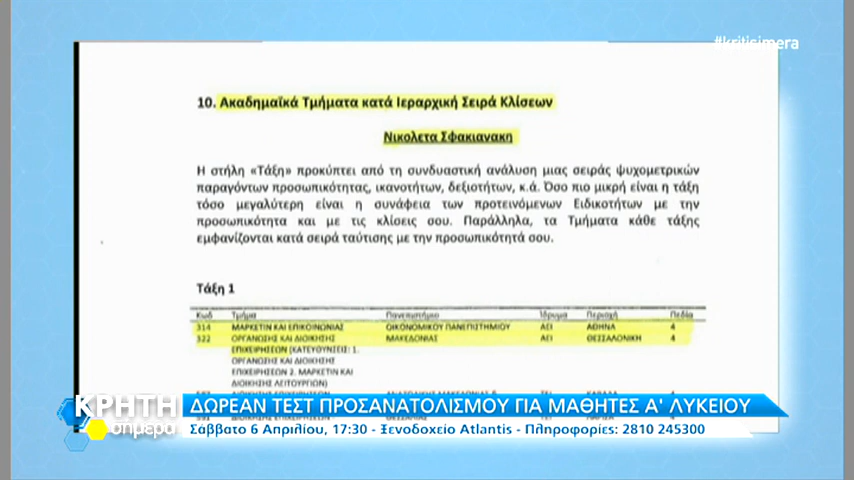 #kritisimera
10. Ακαδημαϊκά Τμήματα κατά Ιεραρχική Σειρά Κλίσεων
Νικολετα Σφακιανακη
Η στήλη «Τάξη» προκύπτει από τη συνδυαστική ανάλυση μιας σειράς ψυχομετρικών
παραγόντων προσωπικότητας, ικανοτήτων, δεξιοτήτων, κ.ά. Όσο πιο μικρή είναι η τάξη
τόσο μεγαλύτερη είναι η συνάφεια των προτεινόμενων Ειδικοτήτων με την
προσωπικότητα και με τις κλίσεις σου. Παράλληλα, τα Τμήματα κάθε τάξης
εμφανίζονται κατά σειρά ταύτισης με την προσωπικότητά σου.
Τάξη 1
Κωδ Τμήμα Πανεπιστήμιο Ίδρυμα Περιοχή Πεδία
314 ΜΑΡΚΕΤΙΝ ΚΑΙ ΕΠΙΚΟΙΝΩΝΙΑΣ ΟΙΚΟΝΟΜΙΚΟΥ ΠΑΝΕΠΙΣΤΗΜΙΟΥ ΑΕΙ ΑΘΗΝΑ 4
322 ΟΡΓΑΝΩΣΗΣ ΚΑΙ ΔΙΟΙΚΗΣΗΣ ΜΑΚΕΔΟΝΙΑΣ ΑΕΙ ΘΕΣΣΑΛΟΝΙΚΗ 4
ΕΠΙΧΕΙΡΗΣΕΩΝ (ΚΑΤΕΥΘΥΝΣΕΙΣ: 1.
ΟΡΓΑΝΩΣΗΣ ΚΑΙ ΔΙΟΙΚΗΣΗΣ
ΕΠΙΧΕΙΡΗΣΕΩΝ 2. ΜΑΡΚΕΤΙΝ ΚΑΙ
ΔΙΟΙΚΗΣΗΣ ΛΕΙΤΟΥΡΓΙΩΝ)
ΚΡΗΤΗ
σήμερα
ΔΩΡΕΑΝ ΤΕΣΤ ΠΡΟΣΑΝΑΤΟΛΙΣΜΟΥ ΓΙΑ ΜΑΘΗΤΕΣ Α' ΛΥΚΕΙΟΥ
Σάββατο 6 Απριλίου, 17:30 - Ξενοδοχείο Atlantis - Πληροφορίες: 2810 245300